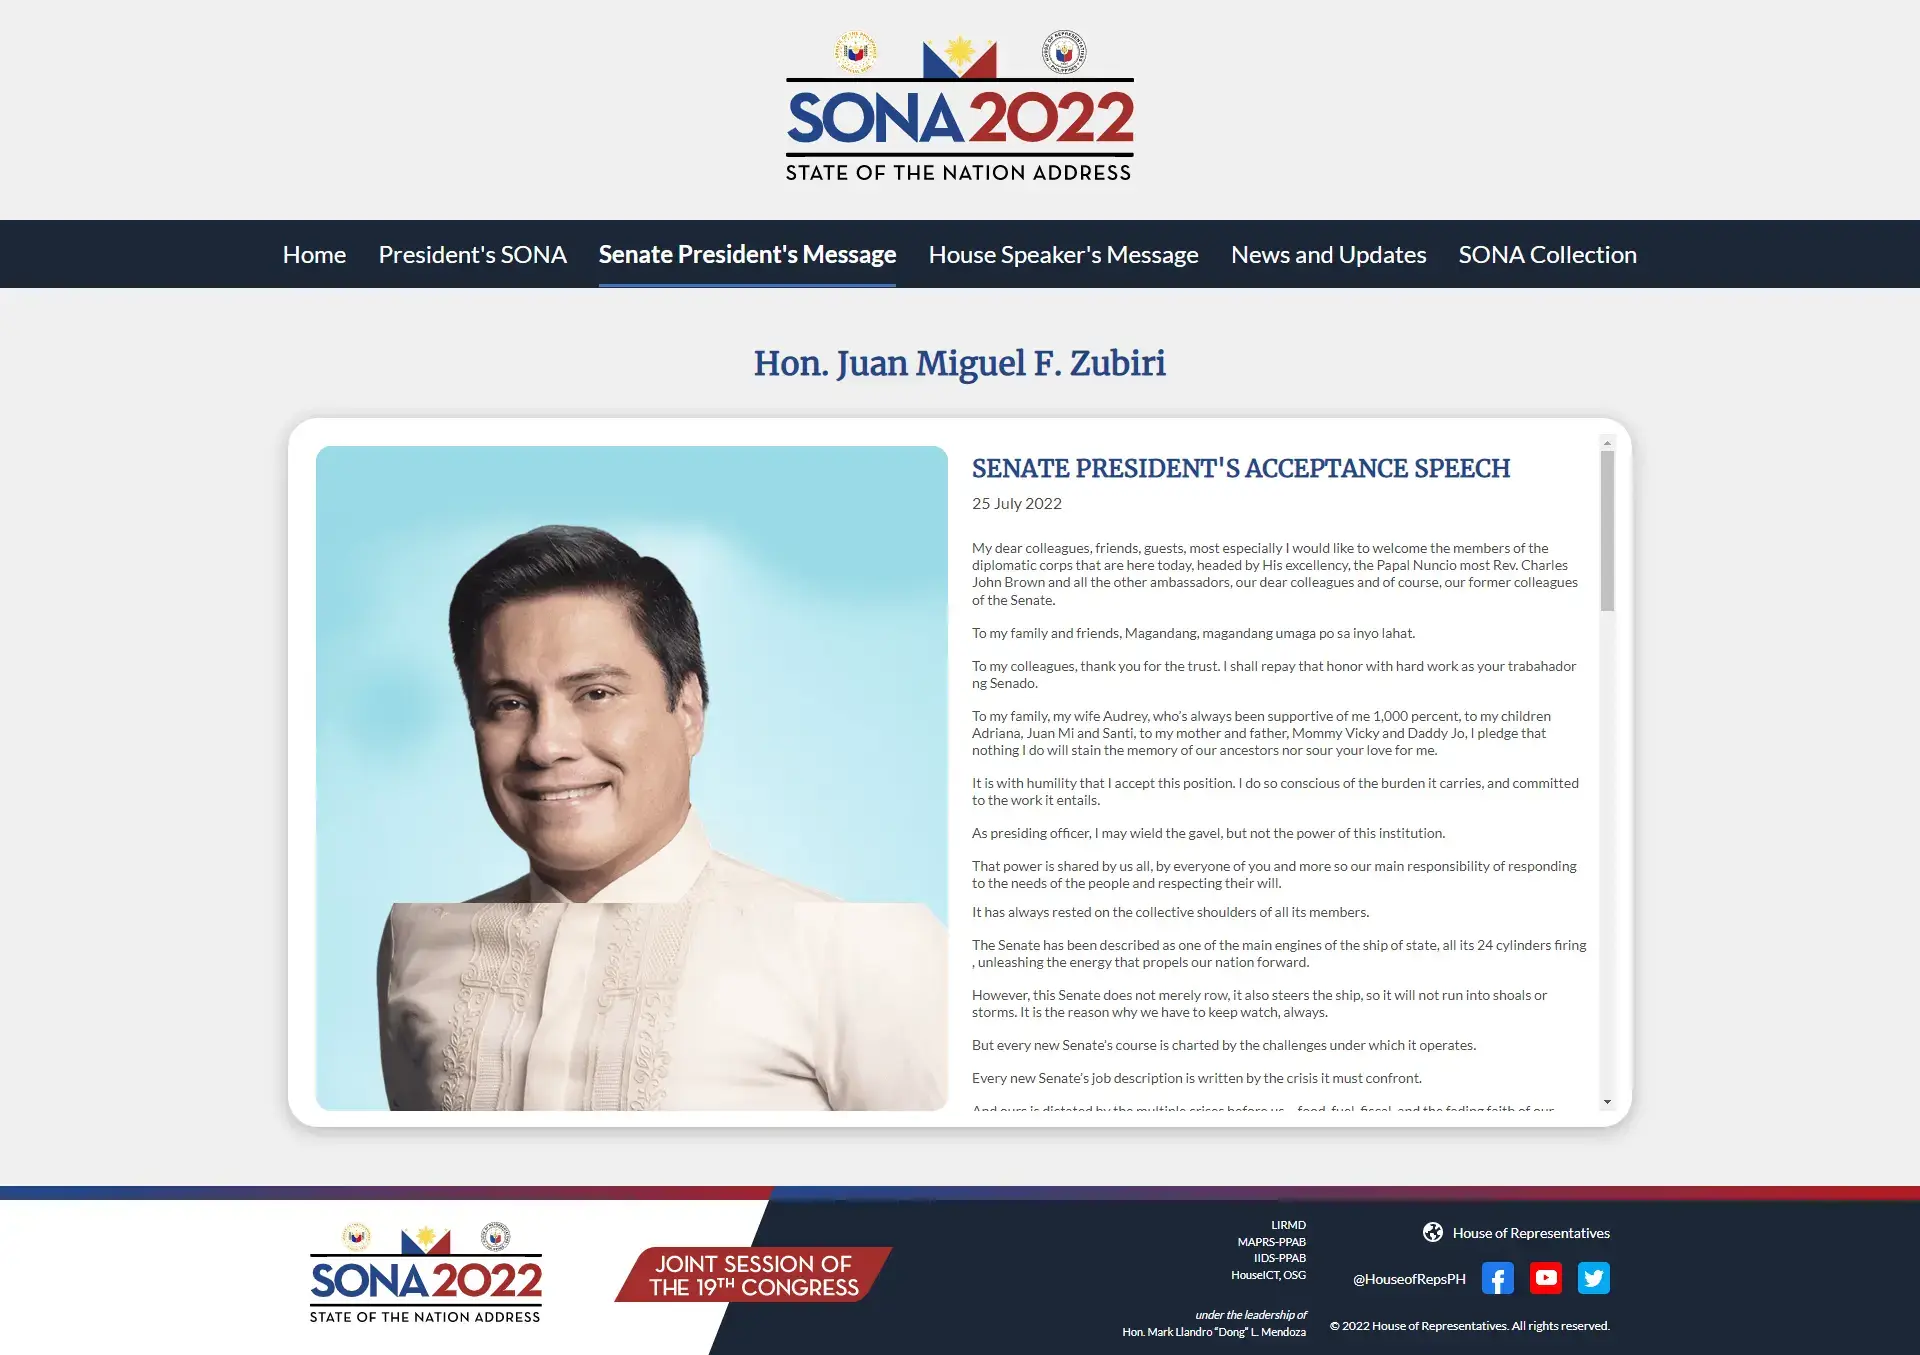 SONA 2022
STATE OF THE NATION ADDRESS
Home President's SONA Senate President's Message House Speaker's Message News and Updates SONA Collection
Hon. Juan Miguel F. Zubiri
SENATE PRESIDENT'S ACCEPTANCE SPEECH
25 July 2022
My dear colleagues, friends, guests, most especially I would like to welcome the members of the
diplomatic corps that are here today, headed by His excellency, the Papal Nuncio most Rev. Charles
John Brown and all the other ambassadors, our dear colleagues and of course, our former colleagues
of the Senate.
To my family and friends, Magandang, magandang umaga po sa inyo lahat.
To my colleagues, thank you for the trust. I shall repay that honor with hard work as your trabahador
ng Senado.
To my family, my wife Audrey, who’s always been supportive of me 1,000 percent, to my children
Adriana, Juan Mi and Santi, to my mother and father, Mommy Vicky and Daddy Jo, I pledge that
nothing I do will stain the memory of our ancestors nor sour your love for me.
It is with humility that I accept this position. I do so conscious of the burden it carries, and committed
to the work it entails.
As presiding officer, I may wield the gavel, but not the power of this institution.
That power is shared by us all, by everyone of you and more so our main responsibility of responding
to the needs of the people and respecting their will.
It has always rested on the collective shoulders of all its members.
The Senate has been described as one of the main engines of the ship of state, all its 24 cylinders firing
, unleashing the energy that propels our nation forward.
However, this Senate does not merely row, it also steers the ship, so it will not run into shoals or
storms. It is the reason why we have to keep watch, always.
But every new Senate’s course is charted by the challenges under which it operates.
Every new Senate’s job description is written by the crisis it must confront.
And ours is dictated by the multiple crises before us – food, fuel, fiscal, and the fading faith of our
SONA 2022
STATE OF THE NATION ADDRESS
JOINT SESSION OF
THE 19TH CONGRESS
LIRMD
MAPRS-PPAB
IIDS-PPAB
HouseICT, OSG
under the leadership of
Hon. Mark Llandro “Dong” L. Mendoza
House of Representatives
@HouseofRepsPH
© 2022 House of Representatives. All rights reserved.